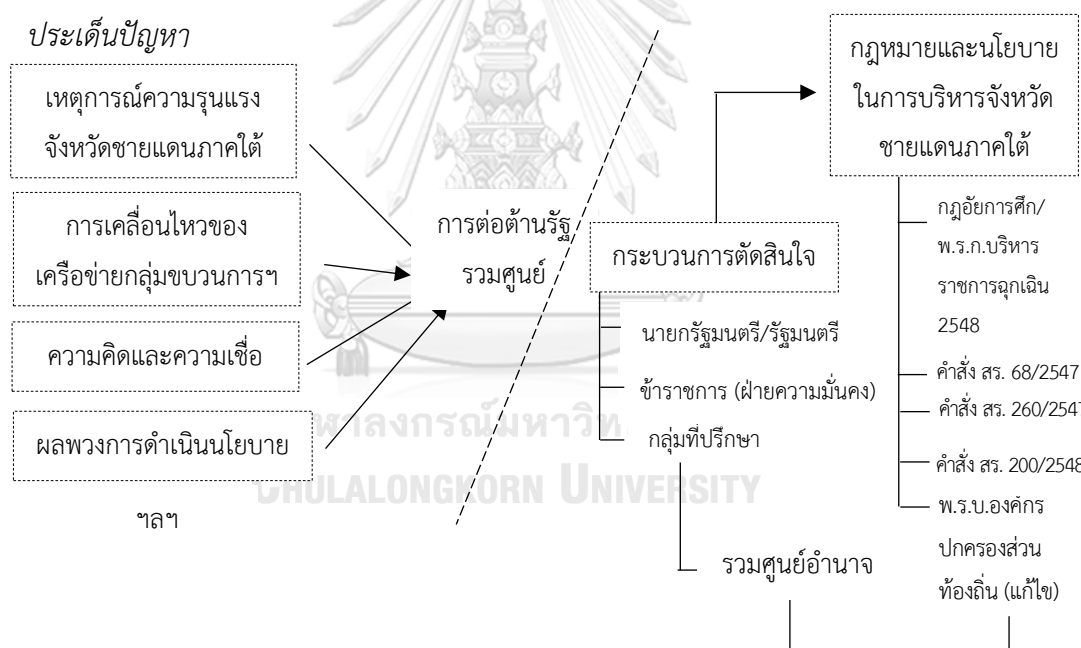 ประเด็นปัญหา
เหตุการณ์ความรุนแรง
จังหวัดชายแดนภาคใต้
การเคลื่อนไหวของ
เครือข่ายกลุ่มขบวนการฯ
ความคิดและความเชื่อ
ผลพวงการดำเนินนโยบาย
ฯลฯ
การต่อต้านรัฐ
รวมศูนย์
กระบวนการตัดสินใจ
นายกรัฐมนตรี/รัฐมนตรี
ข้าราชการ (ฝ่ายความมั่นคง)
กลุ่มที่ปรึกษา
รวมศูนย์อำนาจ
กฎหมายและนโยบาย
ในการบริหารจังหวัด
ชายแดนภาคใต้
กฎอัยการศึก/
พ.ร.ก.บริหาร
ราชการฉุกเฉิน
2548
คำสั่ง สร. 68/2547
คำสั่ง สร. 260/2547
คำสั่ง สร. 200/2548
พ.ร.บ.องค์กร
ปกครองส่วน
ท้องถิ่น (แก้ไข)
CHULALONGKORN UNIVERSITY